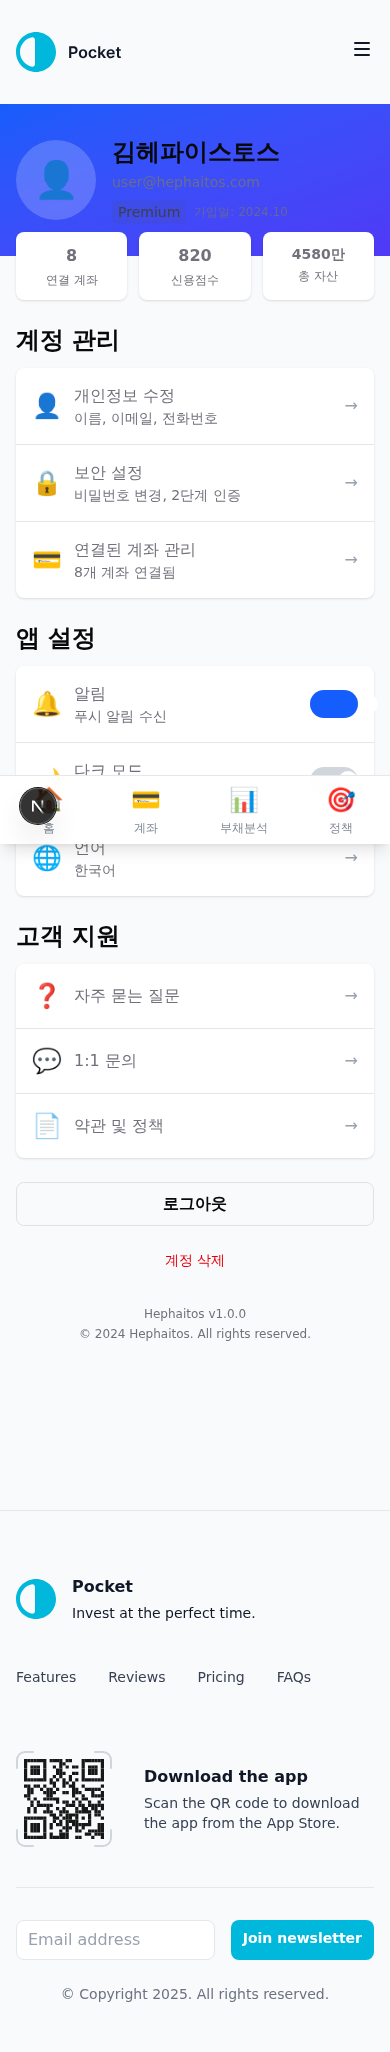 Pocket
김헤파이스토스
user@hephaitos.com
Premium 가입일: 2024.10
8
연결 계좌
820
신용점수
4580만
총 자산
계정 관리
개인정보 수정
이름, 이메일, 전화번호
→
보안 설정
비밀번호 변경, 2단계 인증
→
연결된 계좌 관리
8개 계좌 연결됨
→
앱 설정
알림
푸시 알림 수신
다크 모드
N
홈
계좌
부채분석
정책
언어
한국어
→
고객 지원
자주 묻는 질문
→
1:1 문의
→
약관 및 정책
→
로그아웃
계정 삭제
Hephaitos v1.0.0
© 2024 Hephaitos. All rights reserved.
Pocket
Invest at the perfect time.
Features Reviews Pricing FAQs
Download the app
Scan the QR code to download
the app from the App Store.
Email address
Join newsletter
© Copyright 2025. All rights reserved.